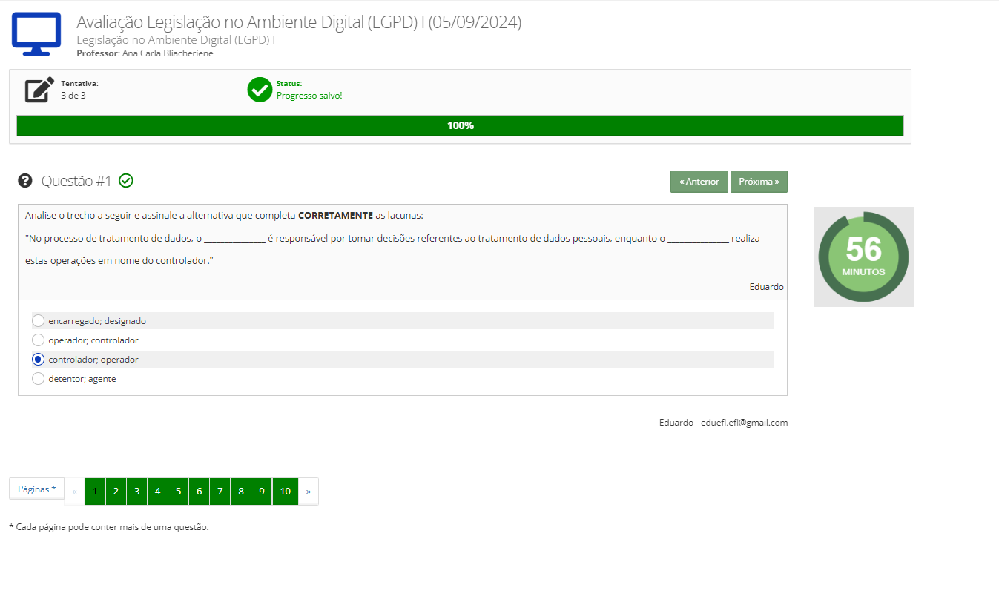 Avaliação Legislação no Ambiente Digital (LGPD) I (05/09/2024)
Legislação no Ambiente Digital (LGPD) I
Professor: Ana Carla Bliacheriene
Tentativa:
3 de 3
Status:
Progresso salvo!
100%
Questão #1
« Anterior
Próxima »
Analise o trecho a seguir e assinale a alternativa que completa CORRETAMENTE as lacunas:
"No processo de tratamento de dados, o _______________ é responsável por tomar decisões referentes ao tratamento de dados pessoais, enquanto o _______________ realiza
estas operações em nome do controlador."
Eduardo
56
MINUTOS
encarregado; designado
operador; controlador
controlador; operador
detentor; agente
Eduardo - eduefl.efl@gmail.com
Páginas * « 1 2 3 4 5 6 7 8 9 10 »
* Cada página pode conter mais de uma questão.